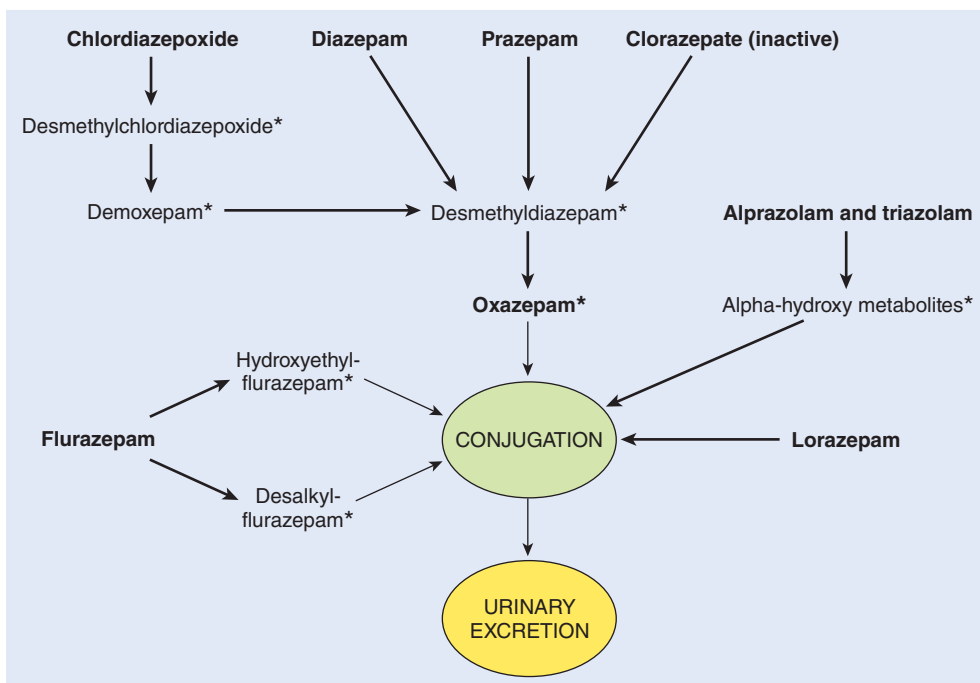 Chlordiazepoxide
Diazepam
Prazepam
Clorazepate (inactive)
Desmethylchlordiazepoxide*
Demoxepam*
Desmethyldiazepam*
Alprazolam and triazolam
Oxazepam*
Alpha-hydroxy metabolites*
Hydroxyethyl-
flurazepam*
Flurazepam
CONJUGATION
Lorazepam
Desalkyl-
flurazepam*
URINARY
EXCRETION